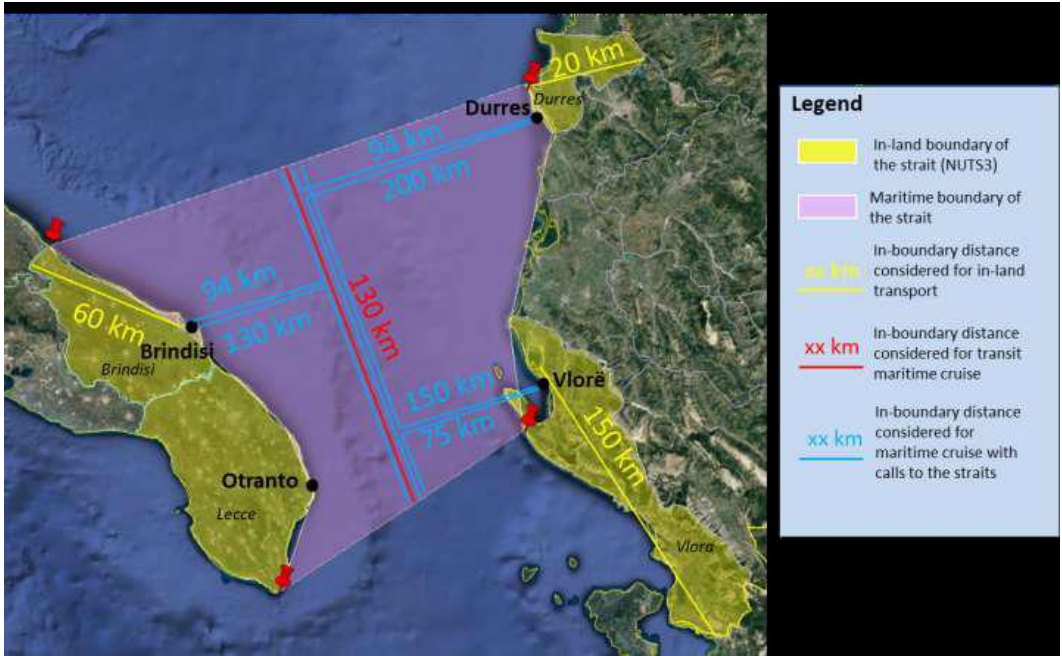 20 km
Durres
Durres
94 km
200 km
94 km
130 km
130 km
60 km
Brindisi
Brindisi
150 km
75 km
Vlorë
150 km
Otranto
Lecce
Vlora
Legend
In-land boundary of
the strait (NUTS3)
Maritime boundary of
the strait
xx km
In-boundary distance
considered for in-land
transport
xx km
In-boundary distance
considered for transit
maritime cruise
xx km
In-boundary distance
considered for
maritime cruise with
calls to the straits